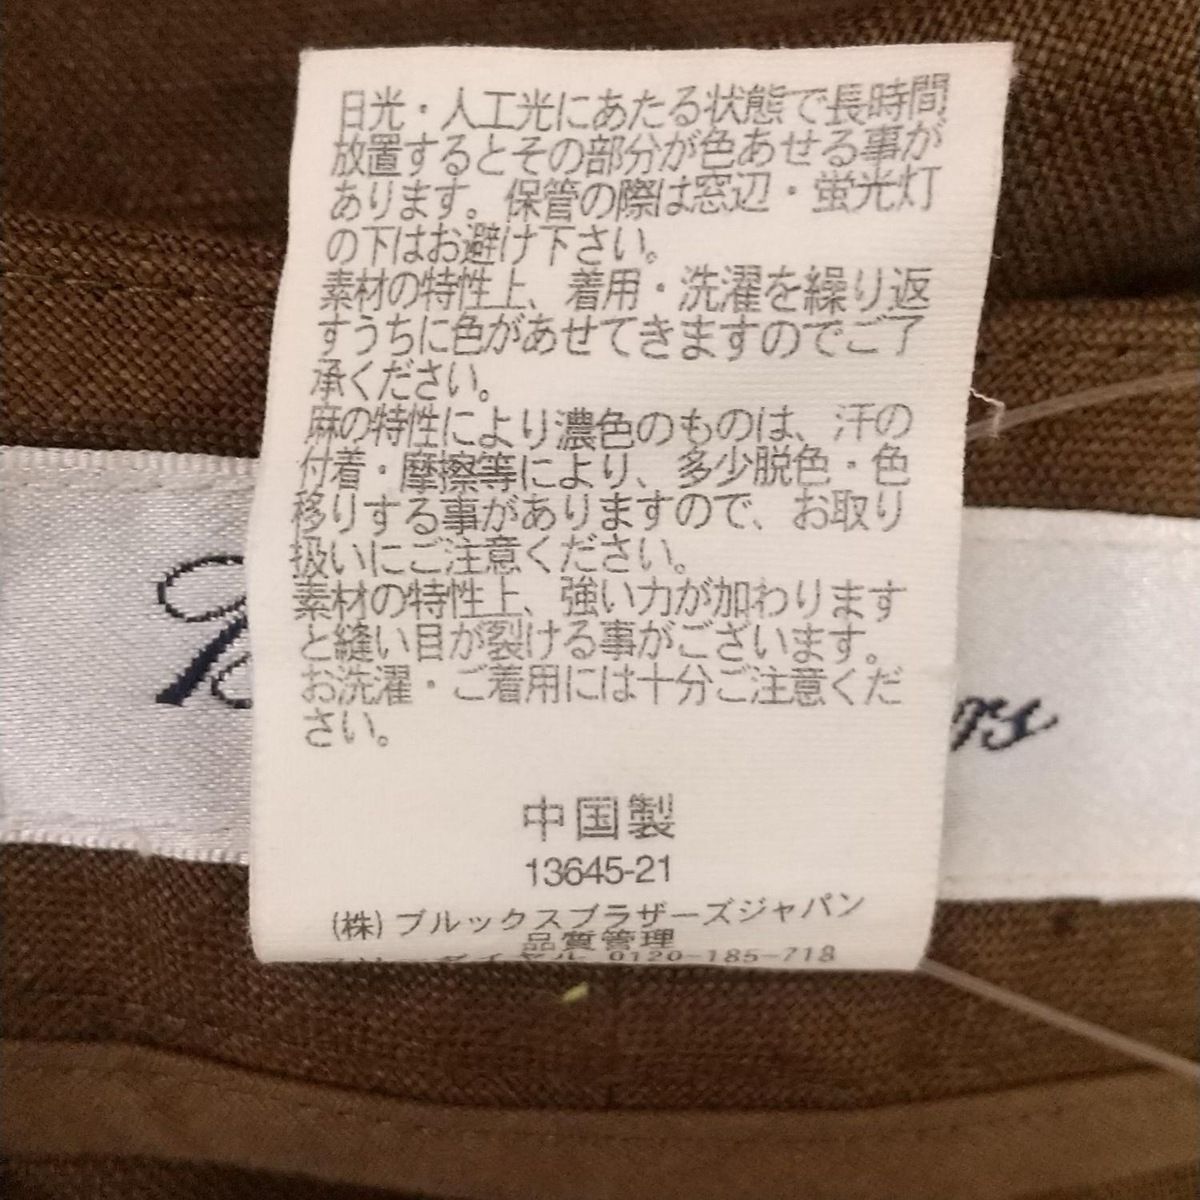 日光・人工光にあたる状態で長時間
放置するとその部分が色あせる事が
あります。保管の際は窓辺・蛍光灯
の下はお避け下さい。
素材の特性上、着用・洗濯を繰り返
すうちに色があせてきますのでご了
承ください。
麻の特性により濃色のものは、汗の
付着・摩擦等により、多少脱色・色
移りする事がありますので、お取り
扱いにご注意ください。
素材の特性上、強い力が加わります
と縫い目が裂ける事がございます。
お洗濯・ご着用には十分ご注意くだ
さい。
中国製
13645-21
(株)ブルックスブラザーズジャパン
品質管理
フリーダイヤル 0120-185-718